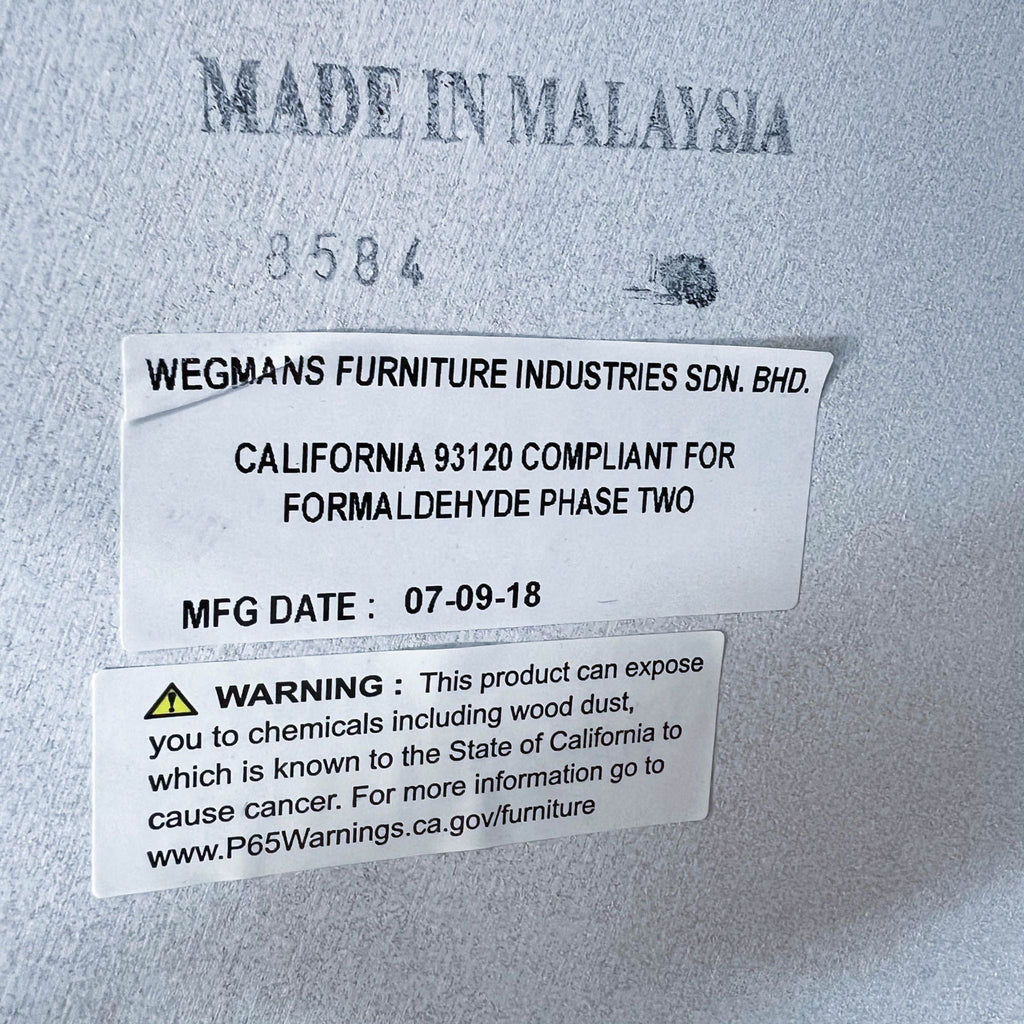 MADE IN MALAYSIA
8584
WEGMANS FURNITURE INDUSTRIES SDN. BHD.
CALIFORNIA 93120 COMPLIANT FOR
FORMALDEHYDE PHASE TWO
MFG DATE : 07-09-18
WARNING : This product can expose
you to chemicals including wood dust,
which is known to the State of California to
cause cancer. For more information go to
www.P65Warnings.ca.gov/furniture